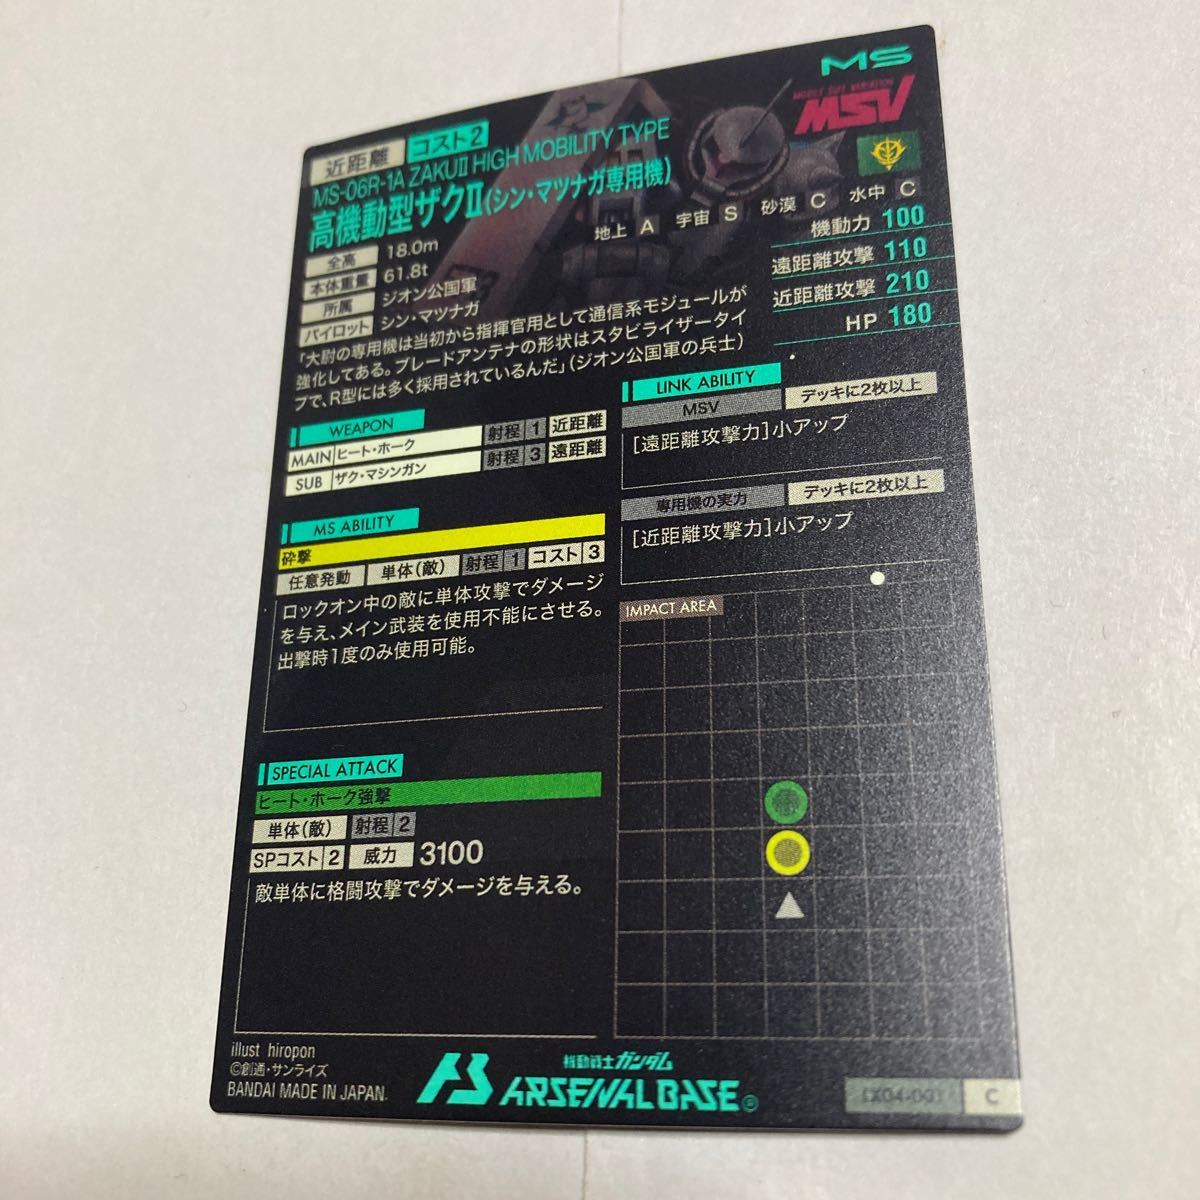 MS
MOBILE SUIT VARIATION
MSV
近距離 コスト2
MS-06R-1A ZAKUⅡ HIGH MOBILITY TYPE
高機動型ザクⅡ(シン・マツナガ専用機)
地上 A 宇宙 S 砂漠 C 水中 C
全高 18.0m
本体重量 61.8t
所属 ジオン公国軍
パイロット シン・マツナガ
機動力 100
遠距離攻撃 110
近距離攻撃 210
HP 180
「大尉の専用機は当初から指揮官用として通信系モジュールが
強化してある。ブレードアンテナの形状はスタビライザータイ
プで、R型には多く採用されているんだ」(ジオン公国軍の兵士)
WEAPON
MAIN ヒート・ホーク 射程 1 近距離
SUB ザク・マシンガン 射程 3 遠距離
MS ABILITY
砕撃
任意発動 単体(敵) 射程 1 コスト 3
ロックオン中の敵に単体攻撃でダメージ
を与え、メイン武装を使用不能にさせる。
出撃時1度のみ使用可能。
SPECIAL ATTACK
ヒート・ホーク強撃
単体(敵) 射程 2
SPコスト 2 威力 3100
敵単体に格闘攻撃でダメージを与える。
LINK ABILITY
MSV デッキに2枚以上
[遠距離攻撃力]小アップ
専用機の実力 デッキに2枚以上
[近距離攻撃力]小アップ
IMPACT AREA
illust hiropon
©創通・サンライズ
BANDAI MADE IN JAPAN
機動戦士ガンダム
AB ARSENAL BASE
C